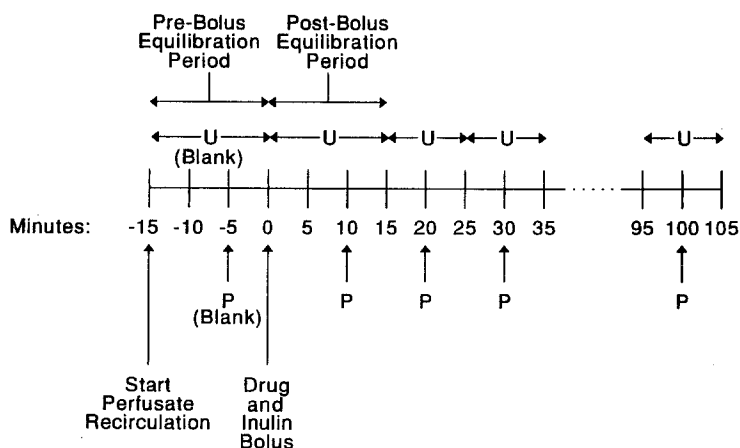 Pre-Bolus
Equilibration
Period
Post-Bolus
Equilibration
Period
U
(Blank)
U
U
U
U
Minutes: -15 -10 -5 0 5 10 15 20 25 30 35 95 100 105
P
(Blank)
P
P
P
P
Start
Perfusate
Recirculation
Drug
and
Inulin
Bolus